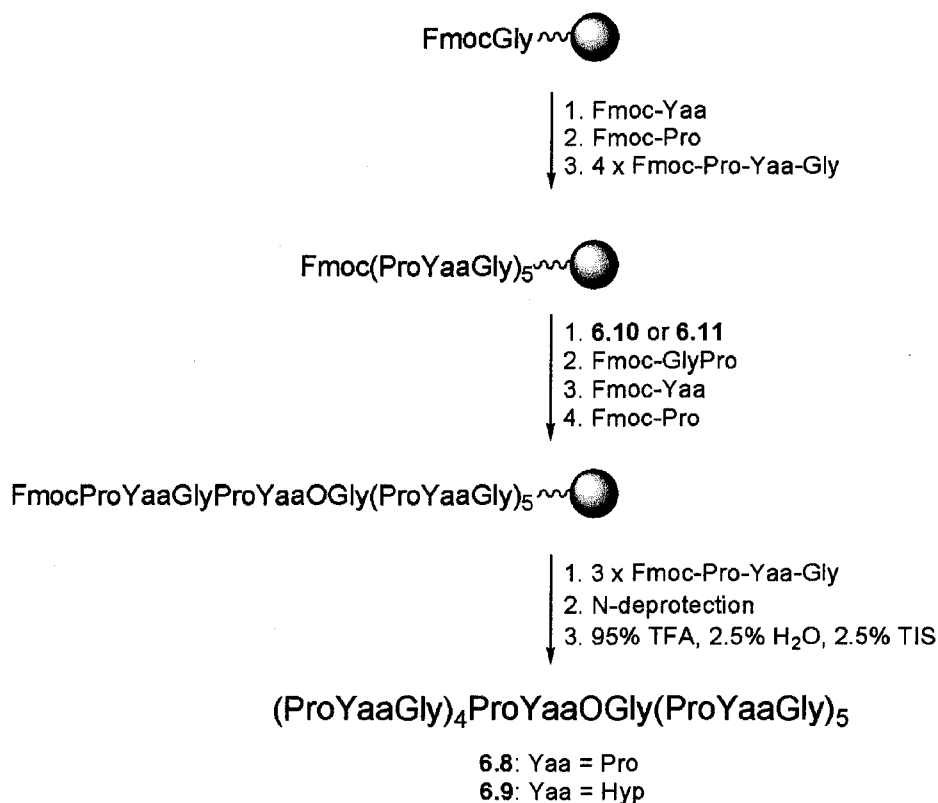 FmocGly
1. Fmoc-Yaa
2. Fmoc-Pro
3. 4 x Fmoc-Pro-Yaa-Gly
Fmoc(ProYaaGly)5
1. 6.10 or 6.11
2. Fmoc-GlyPro
3. Fmoc-Yaa
4. Fmoc-Pro
FmocProYaaGlyProYaaOGly(ProYaaGly)5
1. 3 x Fmoc-Pro-Yaa-Gly
2. N-deprotection
3. 95% TFA, 2.5% H2O, 2.5% TIS
(ProYaaGly)4ProYaaOGly(ProYaaGly)5
6.8: Yaa = Pro
6.9: Yaa = Hyp